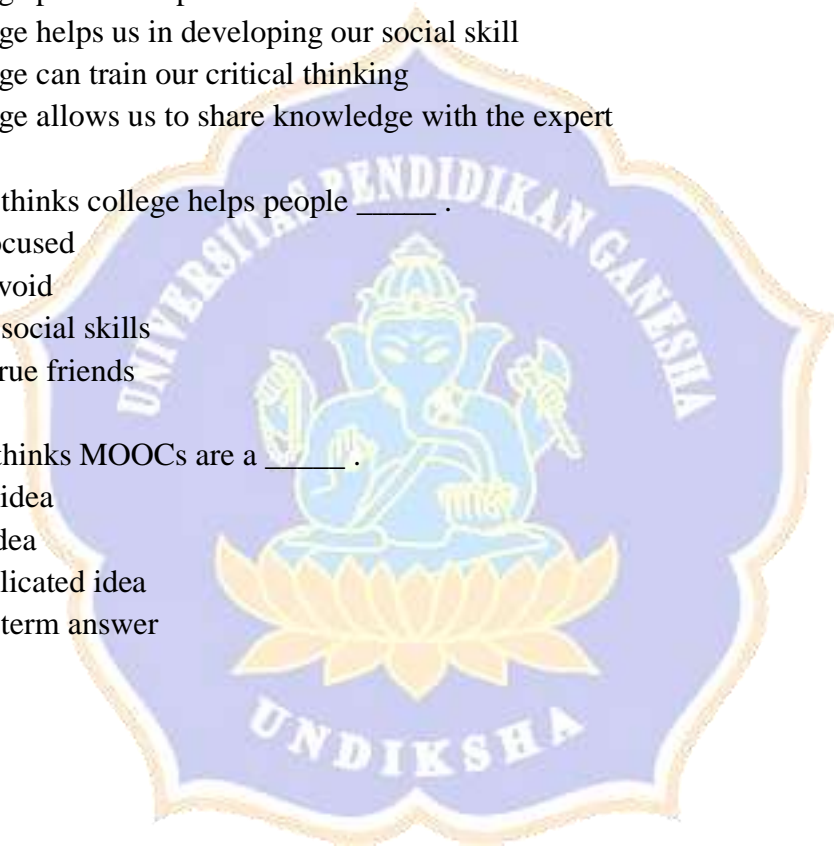 ge helps us in developing our social skill
ge can train our critical thinking
ge allows us to share knowledge with the expert
thinks college helps people _____ .
ocused
void
social skills
rue friends
thinks MOOCs are a _____ .
idea
dea
licated idea
term answer
UNIVERSITAS PENDIDIKAN GANESHA
UNDIKSHA